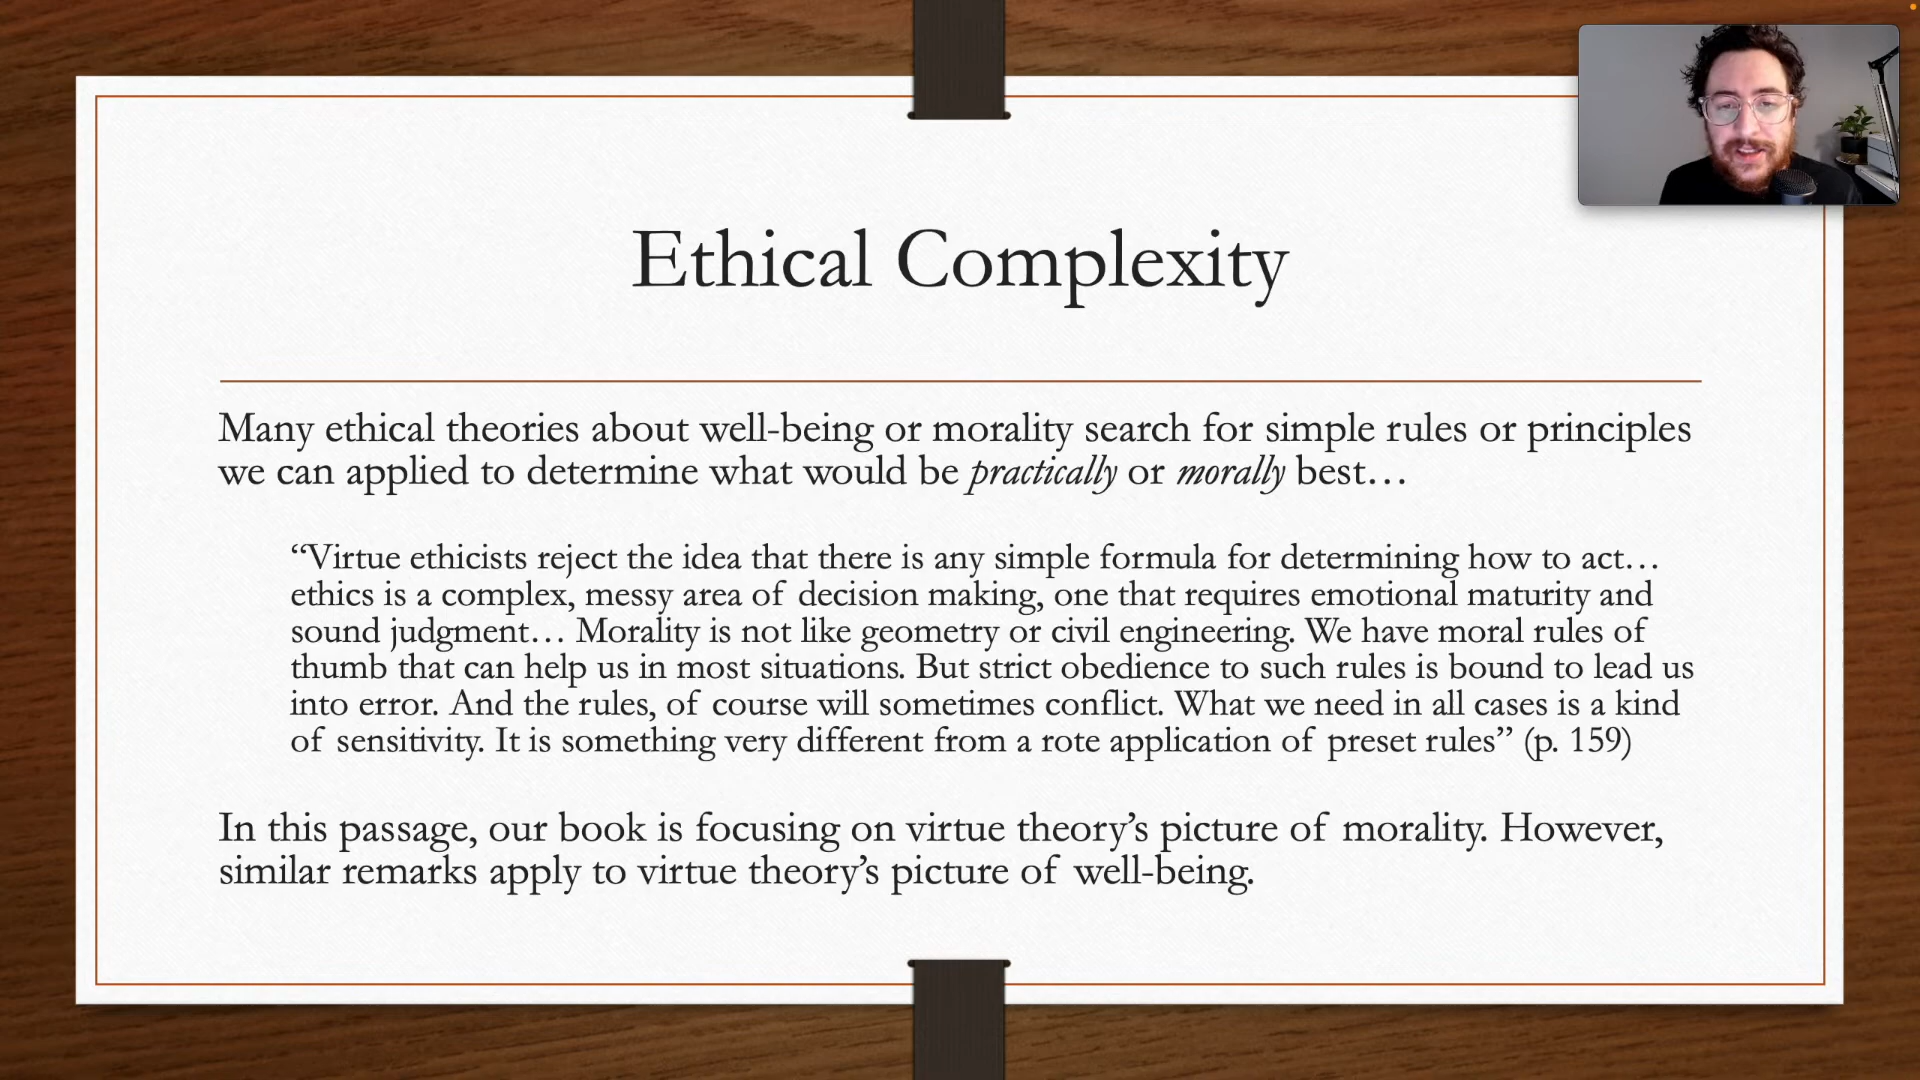 Ethical Complexity
Many ethical theories about well-being or morality search for simple rules or principles
we can applied to determine what would be practically or morally best…
“Virtue ethicists reject the idea that there is any simple formula for determining how to act…
ethics is a complex, messy area of decision making, one that requires emotional maturity and
sound judgment… Morality is not like geometry or civil engineering. We have moral rules of
thumb that can help us in most situations. But strict obedience to such rules is bound to lead us
into error. And the rules, of course will sometimes conflict. What we need in all cases is a kind
of sensitivity. It is something very different from a rote application of preset rules” (p. 159)
In this passage, our book is focusing on virtue theory’s picture of morality. However,
similar remarks apply to virtue theory’s picture of well-being.